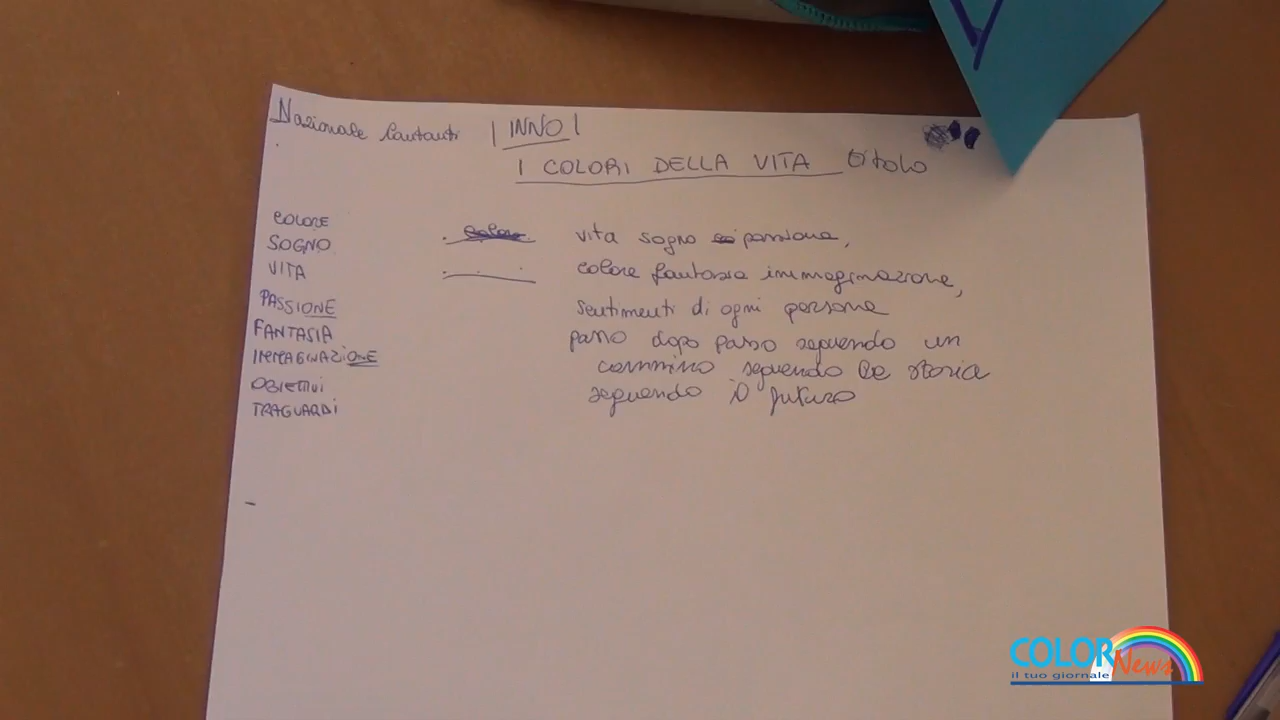 Nazionale Cantanti | INNO |
I COLORI DELLA VITA titolo
COLORE
SOGNO
VITA
PASSIONE
FANTASIA
IMMAGINAZIONE
OBIETTIVI
TRAGUARDI
vita sogno passione,
colore fantasia immaginazione,
sentimenti di ogni persona
passo dopo passo seguendo un
cammino seguendo la storia
seguendo il futuro
COLOR News
il tuo giornale